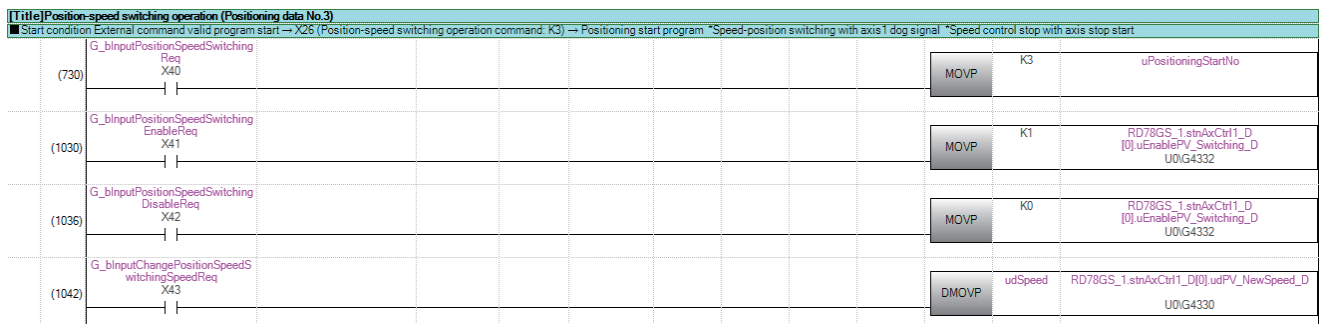 [Title]Position-speed switching operation (Positioning data No.3)
■Start condition External command valid program start → X26 (Position-speed switching operation command: K3) → Positioning start program *Speed-position switching with axis1 dog signal *Speed control stop with axis stop start
G_bInputPositionSpeedSwitching
Req
(730)
X40
MOVP
K3
uPositioningStartNo
G_bInputPositionSpeedSwitching
EnableReq
(1030)
X41
MOVP
K1
RD78GS_1.stnAxCtrl1_D
[0].uEnablePV_Switching_D
U0\G4332
G_bInputPositionSpeedSwitching
DisableReq
(1036)
X42
MOVP
K0
RD78GS_1.stnAxCtrl1_D
[0].uEnablePV_Switching_D
U0\G4332
G_bInputChangePositionSpeedS
witchingSpeedReq
(1042)
X43
DMOVP
udSpeed
RD78GS_1.stnAxCtrl1_D[0].udPV_NewSpeed_D
U0\G4330